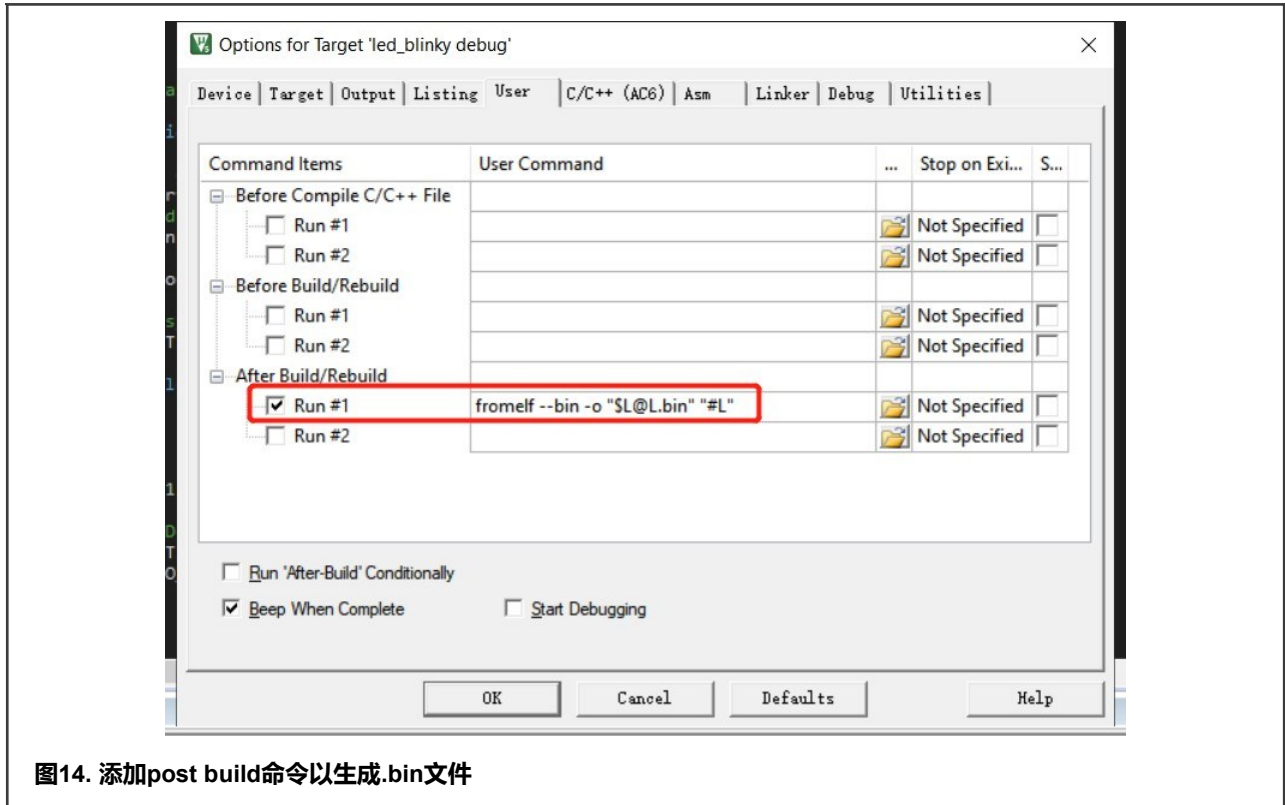 Options for Target 'led_blinky debug'
Device Target Output Listing User C/C++ (AC6) Asm Linker Debug Utilities
Command Items User Command ... Stop on Exi... S...
Before Compile C/C++ File
Run #1 Not Specified
Run #2 Not Specified
Before Build/Rebuild
Run #1 Not Specified
Run #2 Not Specified
After Build/Rebuild
Run #1 fromelf --bin -o "$L@L.bin" "#L" Not Specified
Run #2 Not Specified
Run 'After-Build' Conditionally
Beep When Complete Start Debugging
OK Cancel Defaults Help
图14. 添加post build命令以生成.bin文件